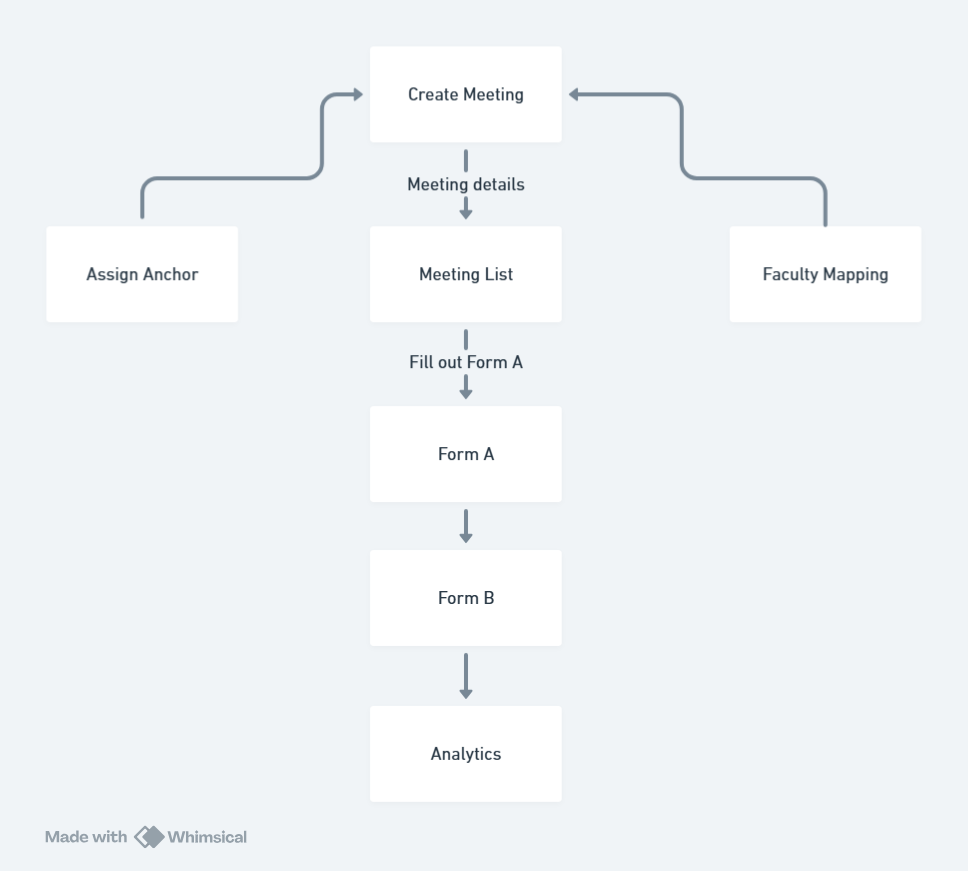 Create Meeting
Meeting details
Assign Anchor
Meeting List
Faculty Mapping
Fill out Form A
Form A
Form B
Analytics
Made with Whimsical